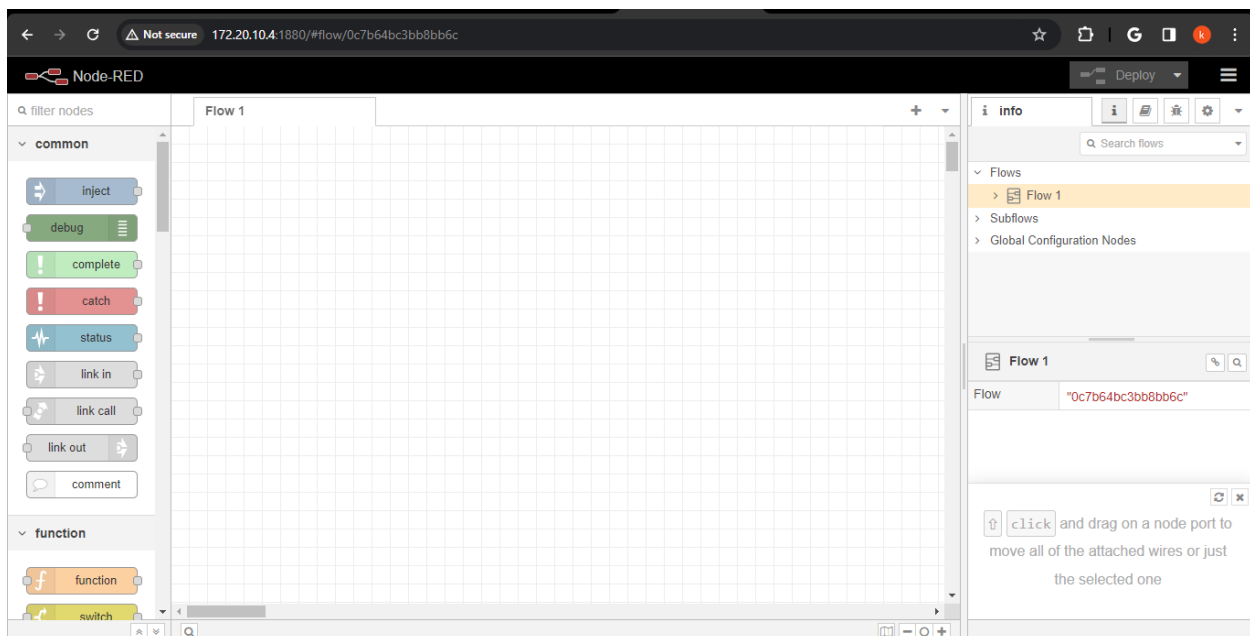 Not secure 172.20.10.4:1880/#flow/0c7b64bc3bb8bb6c
G
k
Node-RED
Deploy
filter nodes
Flow 1
i info
i
Search flows
common
inject
debug
complete
catch
status
link in
link call
link out
comment
function
function
switch
Flows
Flow 1
Subflows
Global Configuration Nodes
Flow 1
Flow "0c7b64bc3bb8bb6c"
⇧ click and drag on a node port to
move all of the attached wires or just
the selected one